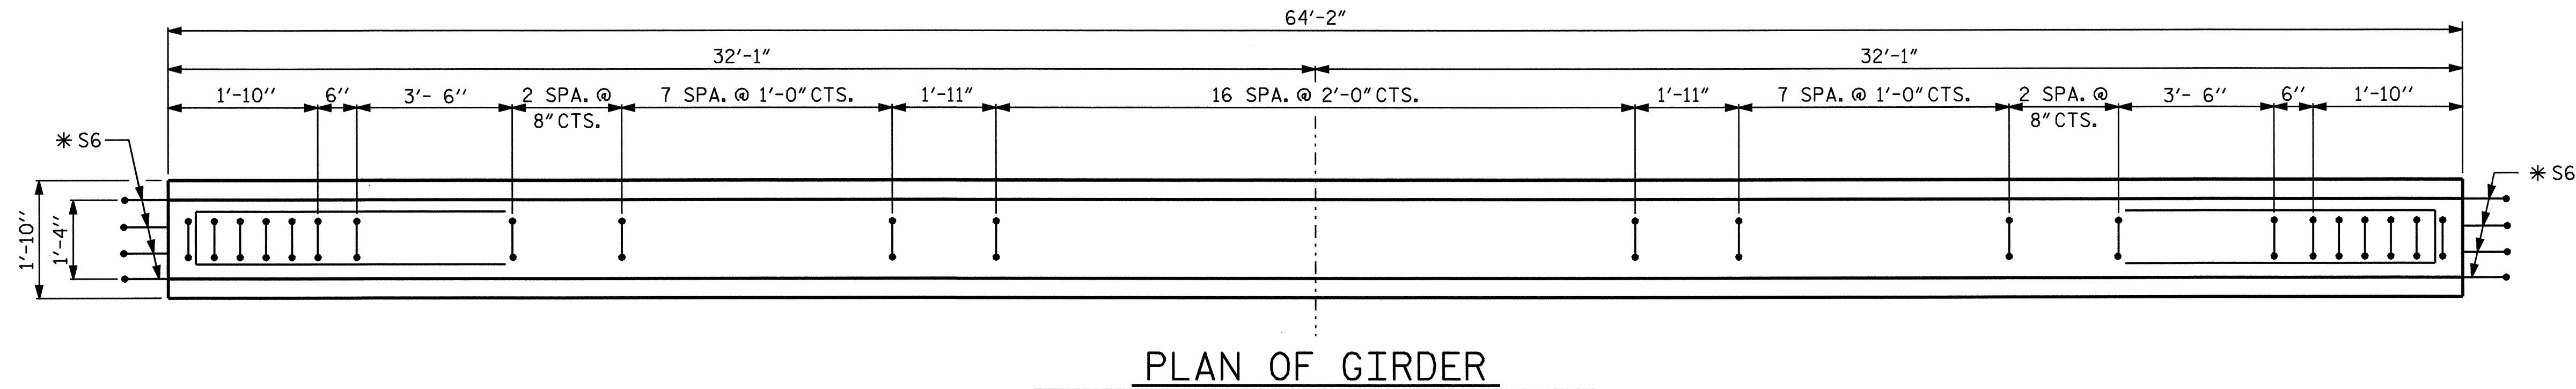 64'-2"
32'-1" 32'-1"
1'-10'' 6'' 3'- 6'' 2 SPA. @ 7 SPA. @ 1'-0" CTS. 1'-11" 16 SPA. @ 2'-0" CTS. 1'-11" 7 SPA. @ 1'-0" CTS. 2 SPA. @ 3'- 6'' 6'' 1'-10''
8" CTS. 8" CTS.
* S6
* S6
1'-10''
1'-4''
PLAN OF GIRDER